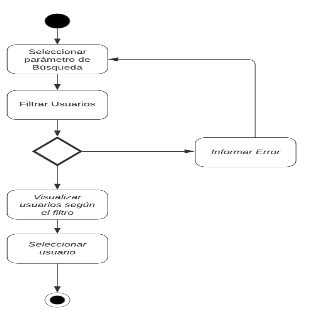 Seleccionar
parámetro de
Búsqueda
Filtrar Usuarios
Informar Error
Visualizar
usuarios según
el filtro
Seleccionar
usuario